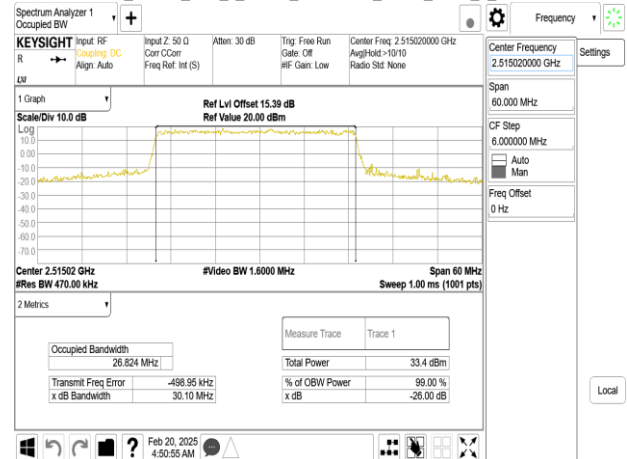 Spectrum Analyzer 1
Occupied BW
Frequency
KEYSIGHT
R
LXI
Input: RF
Coupling: DC
Align: Auto
Input Z: 50 Ω
Corr CCorr
Freq Ref: Int (S)
Atten: 30 dB
Trig: Free Run
Gate: Off
#IF Gain: Low
Center Freq: 2.515020000 GHz
Avg|Hold:>10/10
Radio Std: None
Center Frequency
2.515020000 GHz
Settings
Span
60.000 MHz
CF Step
6.000000 MHz
Auto
Man
Freq Offset
0 Hz
Local
1 Graph
Scale/Div 10.0 dB
Ref Lvl Offset 15.39 dB
Ref Value 20.00 dBm
Log
10.0
0.00
-10.0
-20.0
-30.0
-40.0
-50.0
-60.0
-70.0
Center 2.51502 GHz
#Video BW 1.6000 MHz
Span 60 MHz
#Res BW 470.00 kHz
Sweep 1.00 ms (1001 pts)
2 Metrics
Measure Trace Trace 1
Occupied Bandwidth
26.824 MHz
Total Power 33.4 dBm
Transmit Freq Error -498.95 kHz
% of OBW Power 99.00 %
x dB Bandwidth 30.10 MHz
x dB -26.00 dB
?
Feb 20, 2025
4:50:55 AM